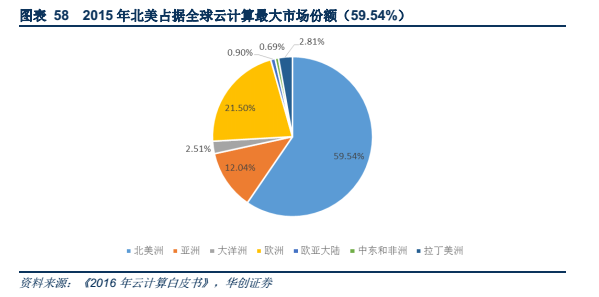 图表 58 2015 年北美占据全球云计算最大市场份额（59.54%）
0.90%
0.69%
2.81%
21.50%
59.54%
2.51%
12.04%
北美洲 亚洲 大洋洲 欧洲 欧亚大陆 中东和非洲 拉丁美洲
资料来源：《2016 年云计算白皮书》，华创证券